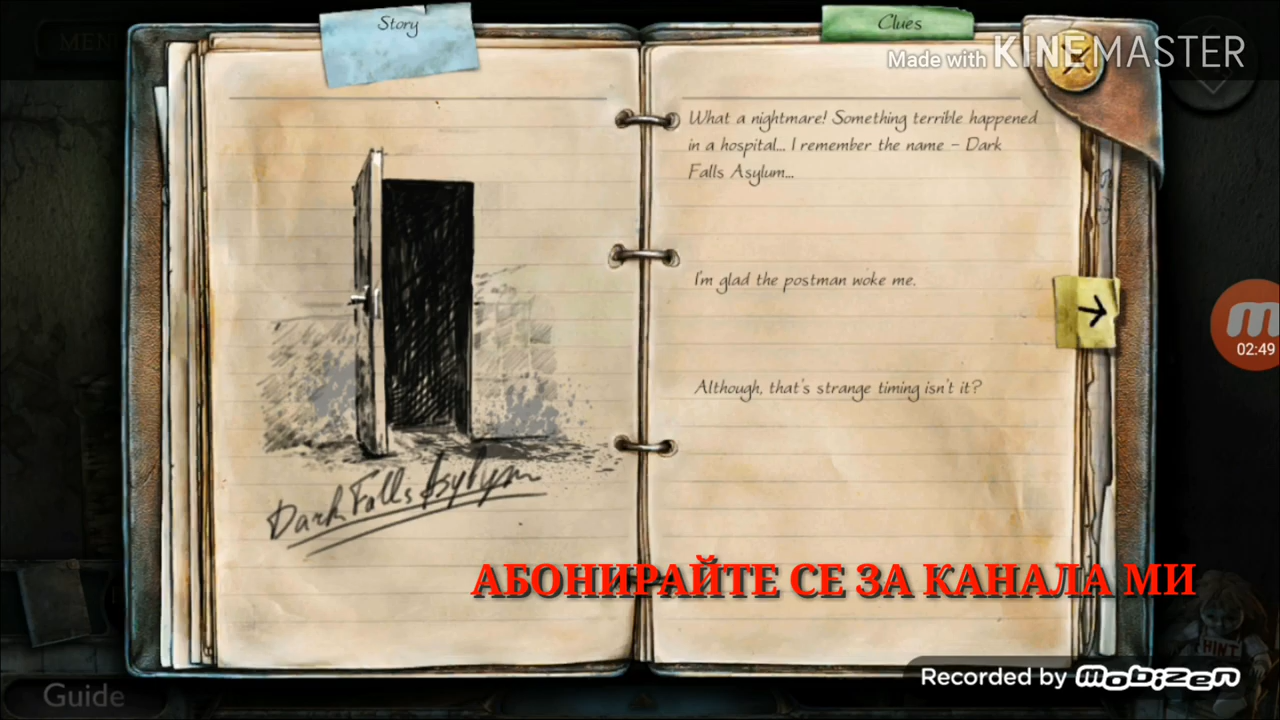 Story
Clues
Made with KINEMASTER
What a nightmare! Something terrible happened
in a hospital... I remember the name – Dark
Falls Asylum...
I'm glad the postman woke me.
Although, that's strange timing isn't it?
Dark Falls Asylum
02:49
АБОНИРАЙТЕ СЕ ЗА КАНАЛА МИ
HINT
Recorded by mobizen
Guide